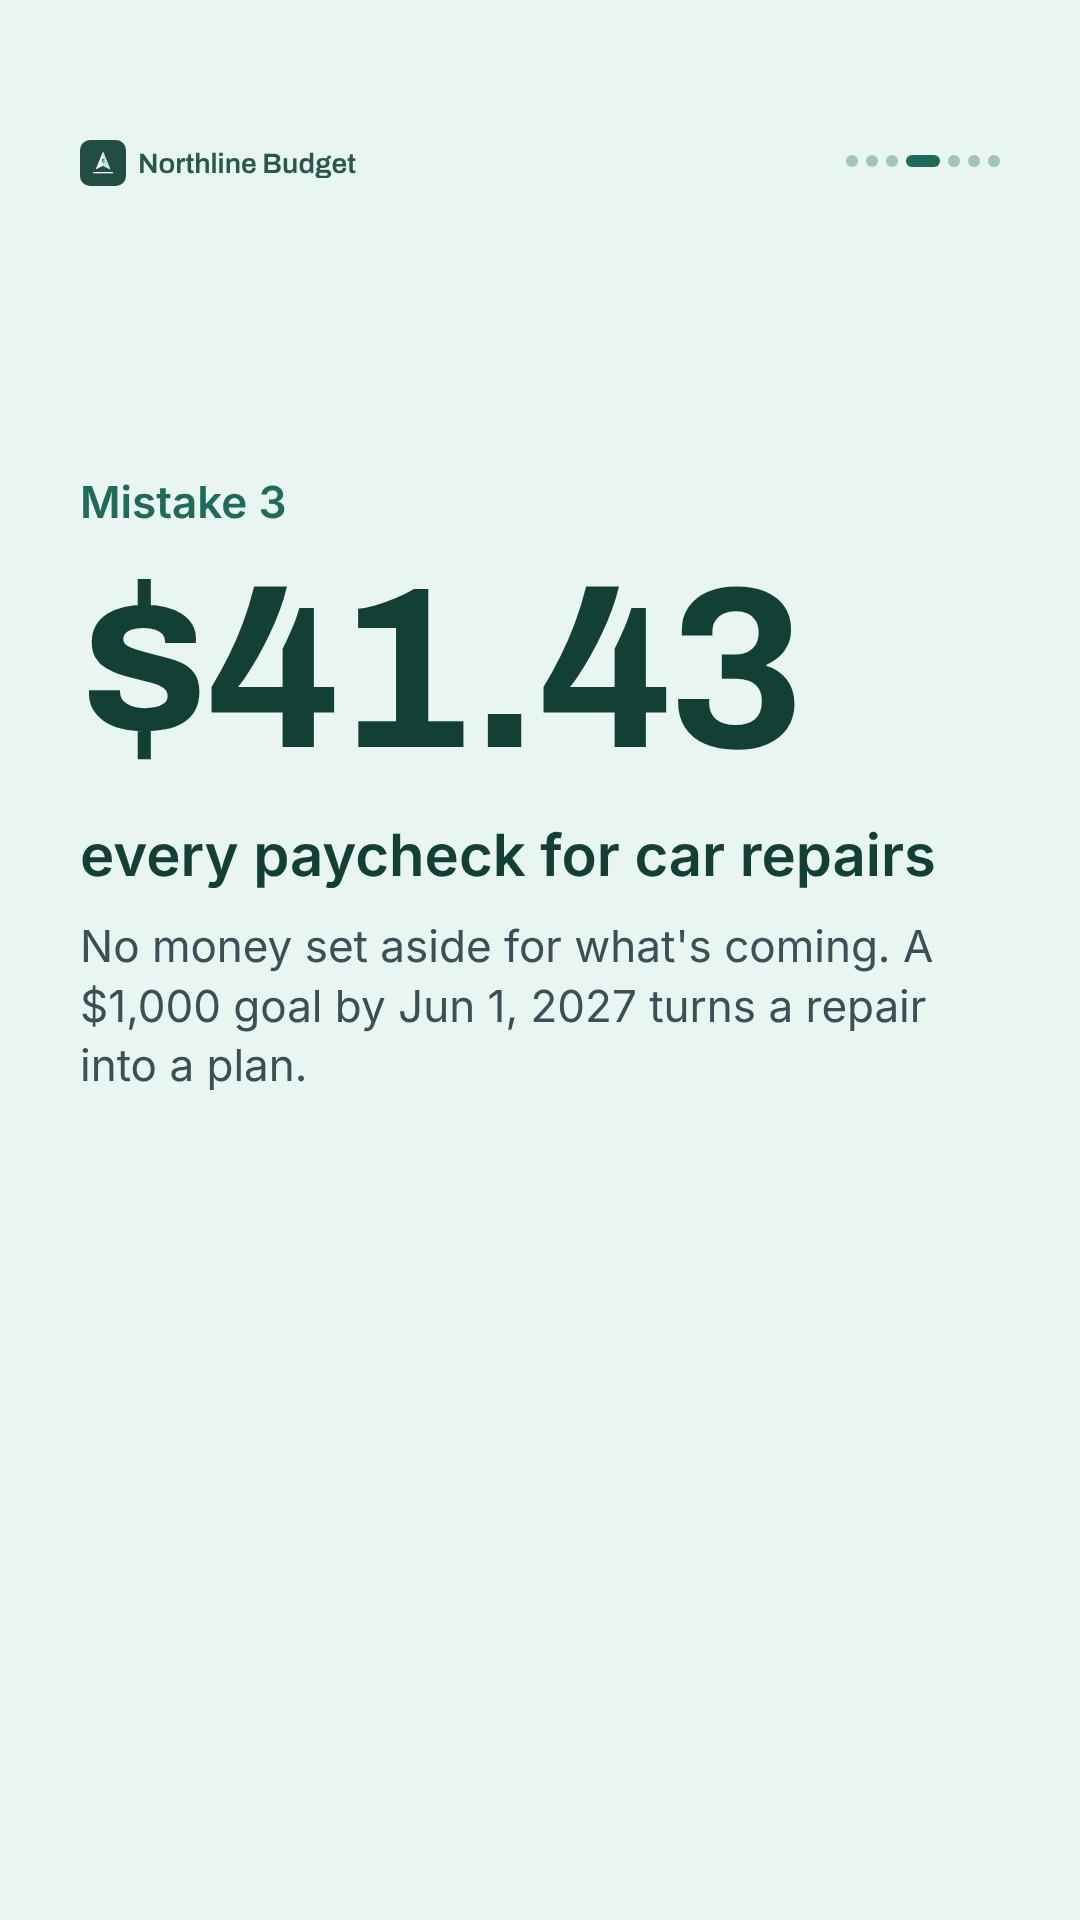 Northline Budget
Mistake 3
$41.43
every paycheck for car repairs
No money set aside for what's coming. A
$1,000 goal by Jun 1, 2027 turns a repair
into a plan.